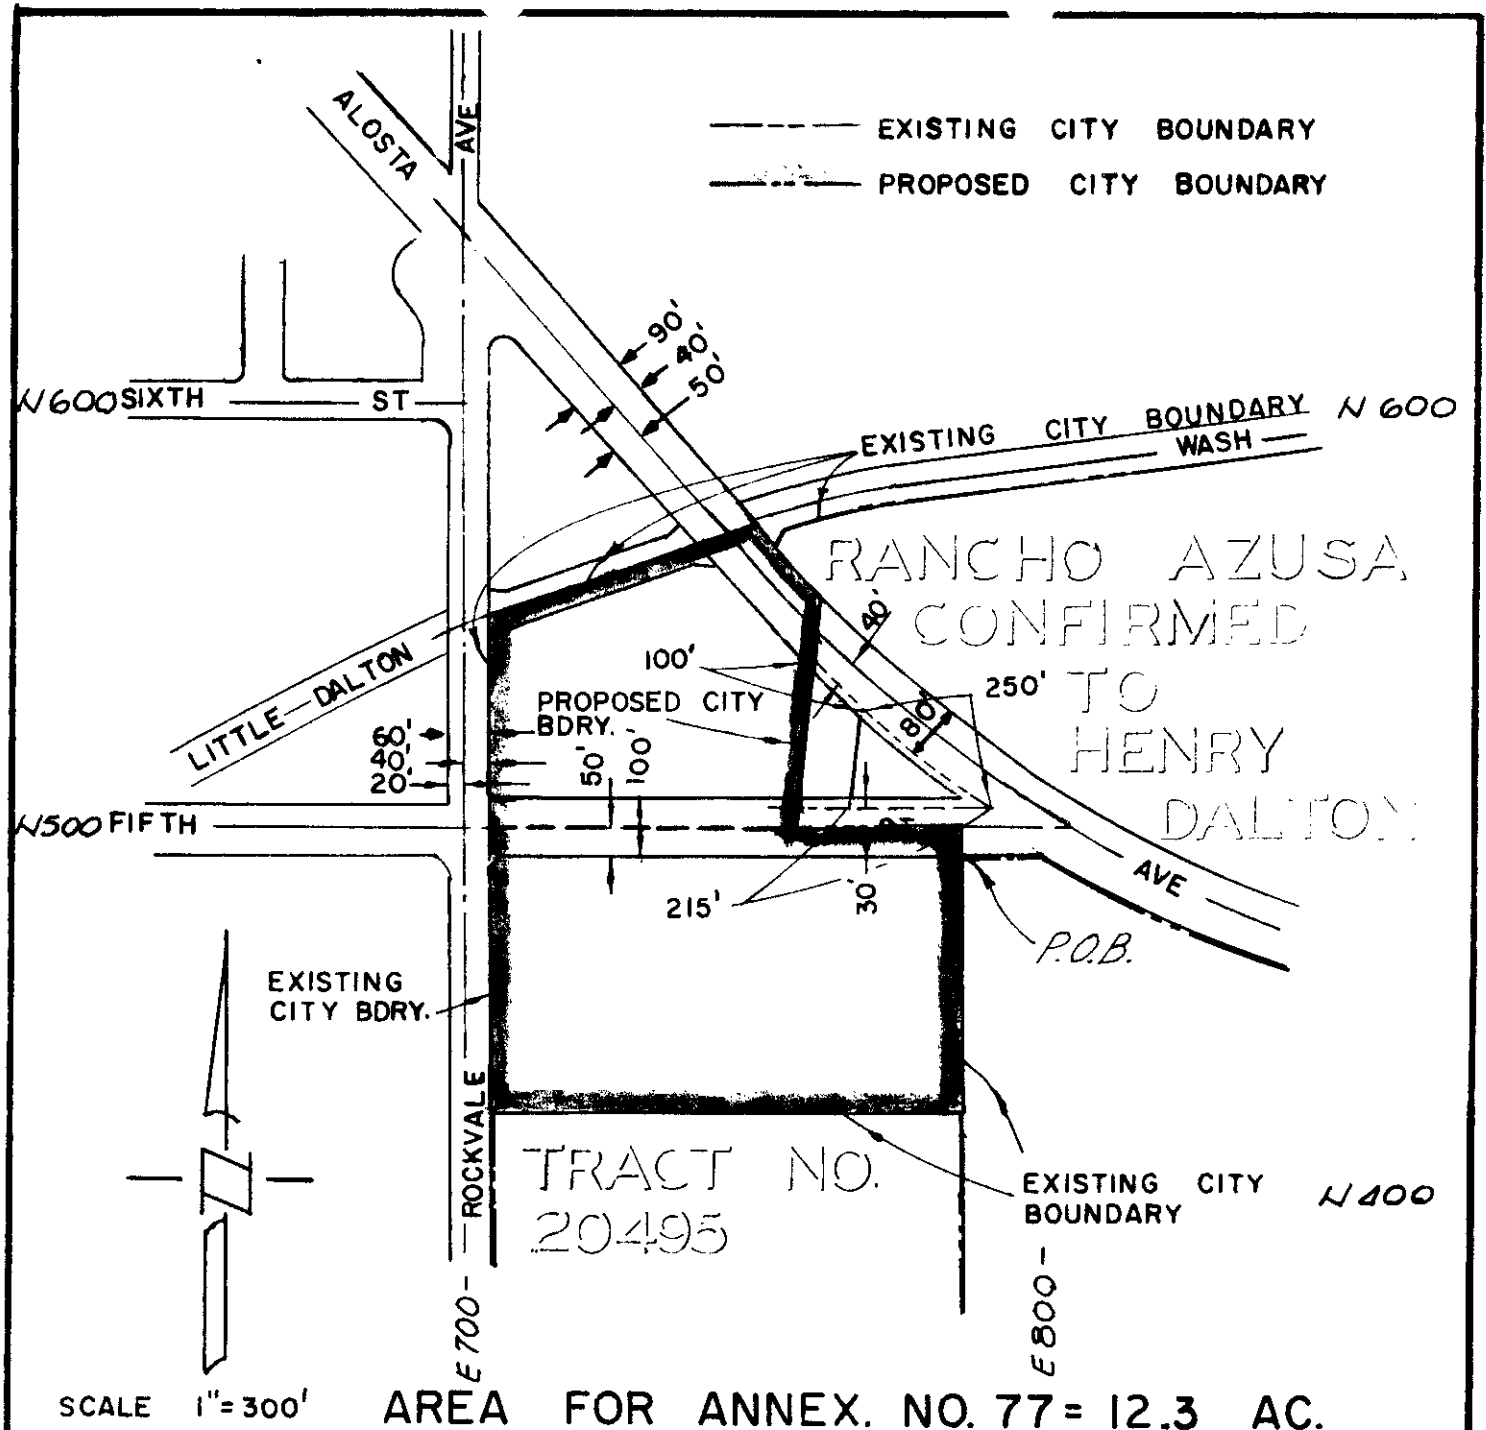 ALOSTA
AVE
EXISTING CITY BOUNDARY
PROPOSED CITY BOUNDARY
90'
40'
50'
N600 SIXTH ST
EXISTING CITY BOUNDARY N 600
WASH
RANCHO AZUSA
CONFIRMED
TO
HENRY
DALTON
40'
100'
250'
80'
PROPOSED CITY
BDRY.
LITTLE DALTON
60'
40'
20'
50'
100'
N500 FIFTH
AVE
215'
30'
P.O.B.
EXISTING
CITY BDRY.
ROCKVALE
TRACT NO.
20495
EXISTING CITY
BOUNDARY
N400
E700-
E800-
N
SCALE 1"=300'
AREA FOR ANNEX. NO. 77 = 12.3 AC.